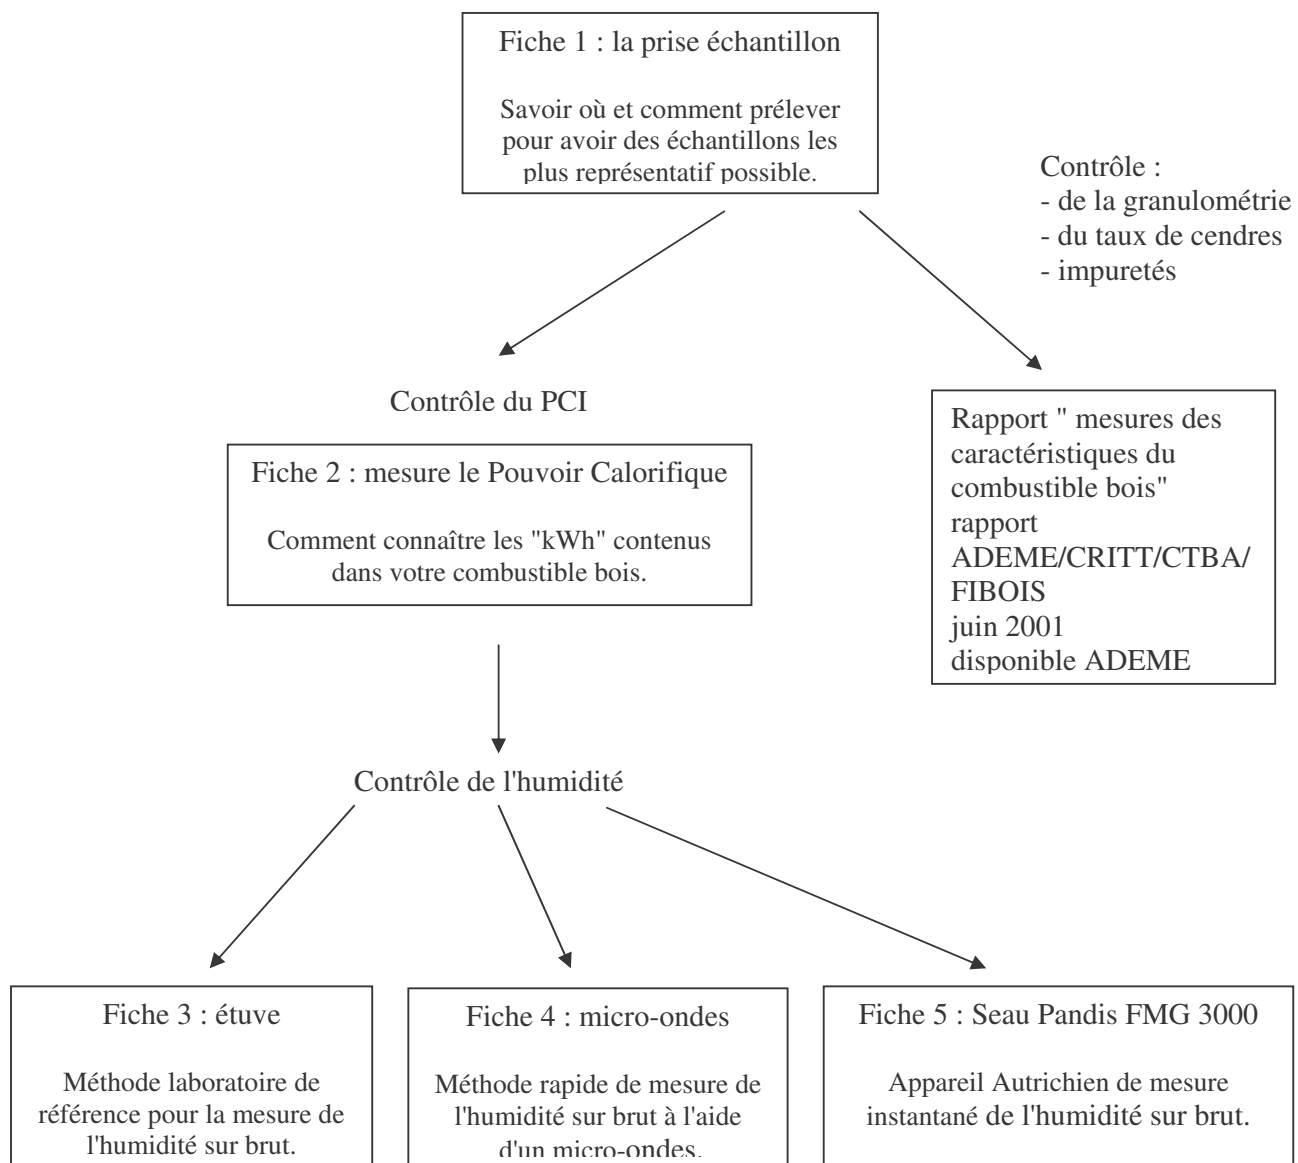 Fiche 1 : la prise échantillon
Savoir où et comment prélever
pour avoir des échantillons les
plus représentatif possible.
Contrôle :
- de la granulométrie
- du taux de cendres
- impuretés
Contrôle du PCI
Fiche 2 : mesure le Pouvoir Calorifique
Comment connaître les "kWh" contenus
dans votre combustible bois.
Rapport " mesures des
caractéristiques du
combustible bois"
rapport
ADEME/CRITT/CTBA/
FIBOIS
juin 2001
disponible ADEME
Contrôle de l'humidité
Fiche 3 : étuve
Méthode laboratoire de
référence pour la mesure de
l'humidité sur brut.
Fiche 4 : micro-ondes
Méthode rapide de mesure de
l'humidité sur brut à l'aide
d'un micro-ondes.
Fiche 5 : Seau Pandis FMG 3000
Appareil Autrichien de mesure
instantané de l'humidité sur brut.